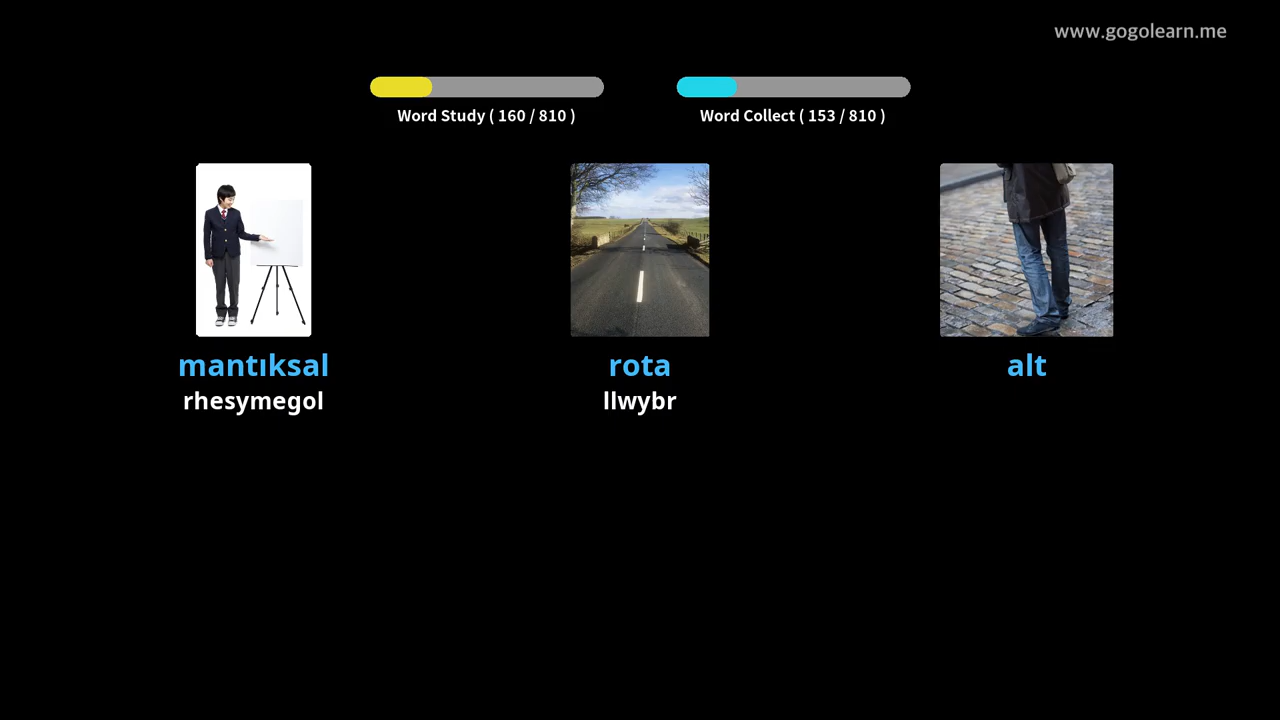 www.gogolearn.me
Word Study ( 160 / 810 )
Word Collect ( 153 / 810 )
mantıksal
rhesymegol
rota
llwybr
alt